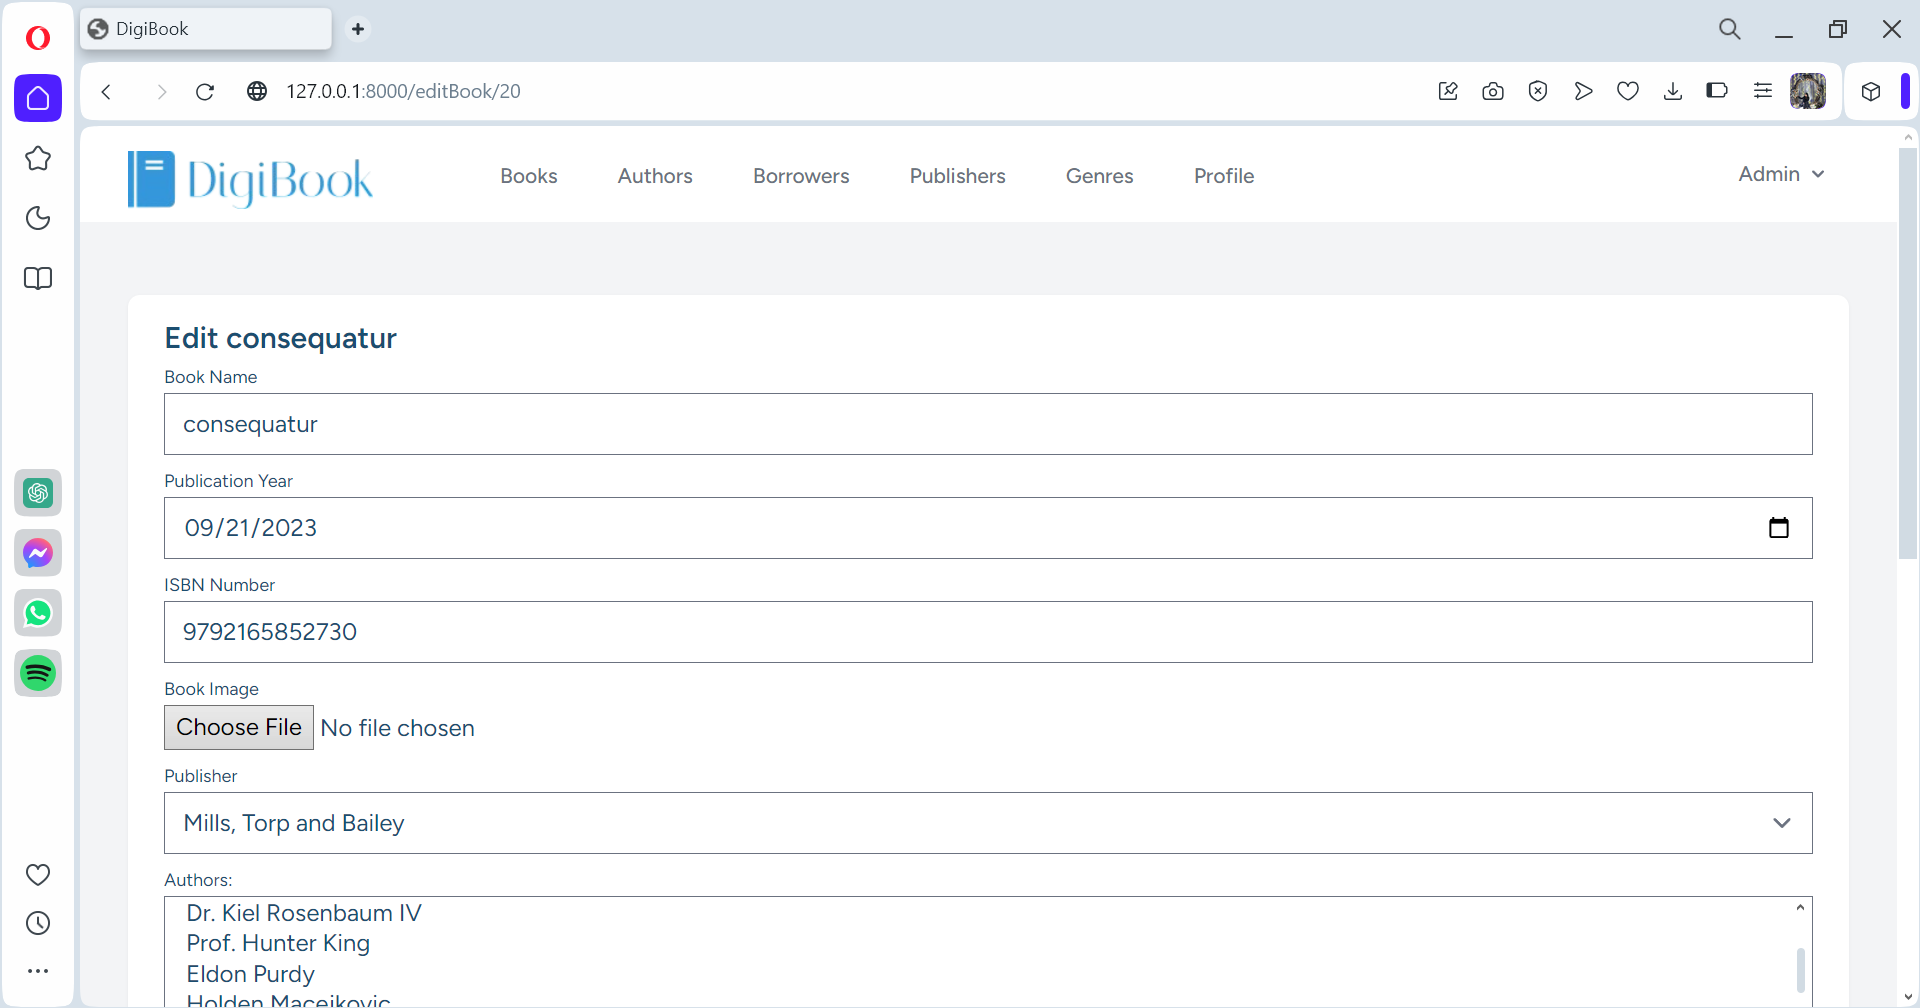 DigiBook
127.0.0.1:8000/editBook/20
DigiBook
Books Authors Borrowers Publishers Genres Profile Admin
Edit consequatur
Book Name
consequatur
Publication Year
09/21/2023
ISBN Number
9792165852730
Book Image
Choose File No file chosen
Publisher
Mills, Torp and Bailey
Authors:
Dr. Kiel Rosenbaum IV
Prof. Hunter King
Eldon Purdy
Holden Macejkovic